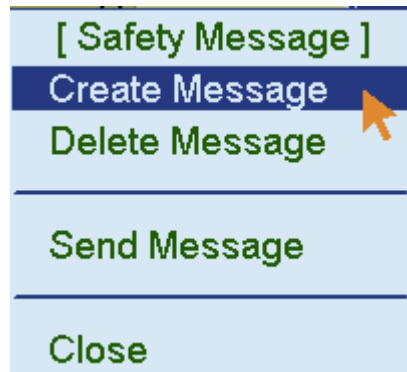 [ Safety Message ]
Create Message
Delete Message
Send Message
Close